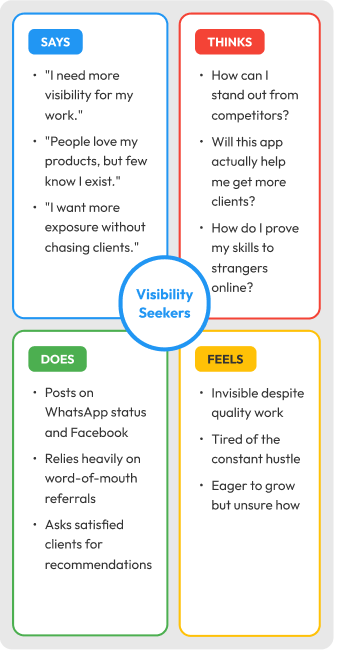 SAYS
• "I need more
visibility for my
work."
• "People love my
products, but few
know I exist."
• "I want more
exposure without
chasing clients."
THINKS
• How can I
stand out from
competitors?
• Will this app
actually help
me get more
clients?
• How do I prove
my skills to
strangers
online?
Visibility
Seekers
DOES
• Posts on
WhatsApp status
and Facebook
• Relies heavily on
word-of-mouth
referrals
• Asks satisfied
clients for
recommendations
FEELS
• Invisible despite
quality work
• Tired of the
constant hustle
• Eager to grow
but unsure how